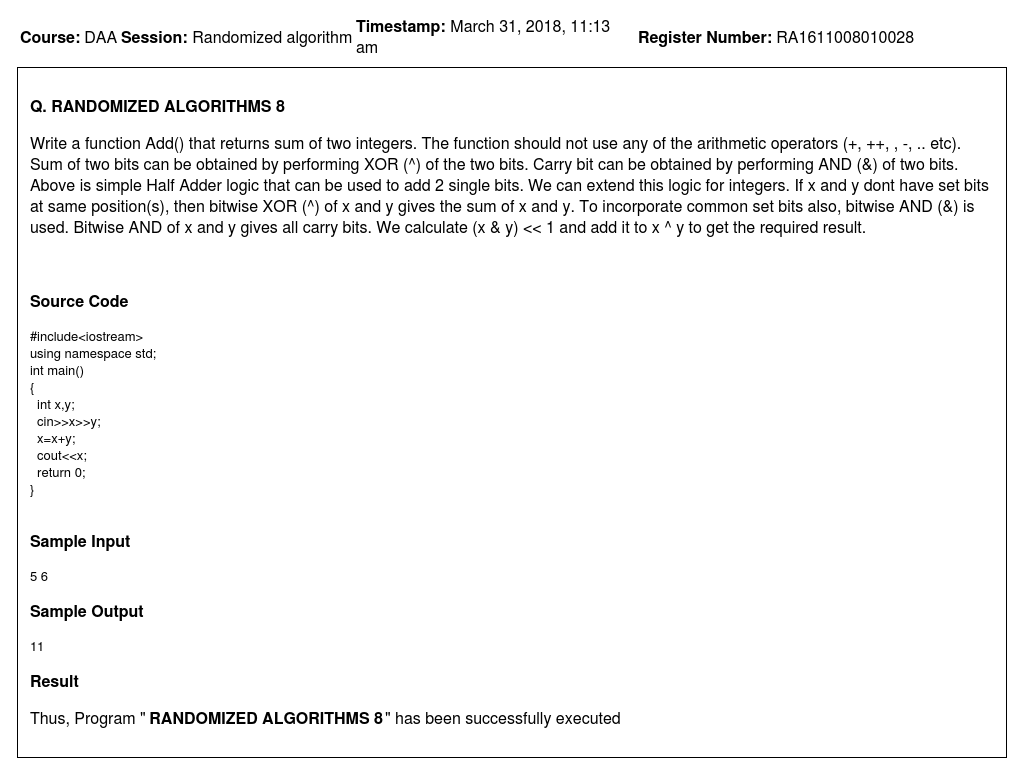 Course: DAA Session: Randomized algorithm Timestamp: March 31, 2018, 11:13 am Register Number: RA1611008010028
Q. RANDOMIZED ALGORITHMS 8
Write a function Add() that returns sum of two integers. The function should not use any of the arithmetic operators (+, ++, , -, .. etc).
Sum of two bits can be obtained by performing XOR (^) of the two bits. Carry bit can be obtained by performing AND (&) of two bits.
Above is simple Half Adder logic that can be used to add 2 single bits. We can extend this logic for integers. If x and y dont have set bits
at same position(s), then bitwise XOR (^) of x and y gives the sum of x and y. To incorporate common set bits also, bitwise AND (&) is
used. Bitwise AND of x and y gives all carry bits. We calculate (x & y) << 1 and add it to x ^ y to get the required result.
Source Code
#include<iostream>
using namespace std;
int main()
{
int x,y;
cin>>x>>y;
x=x+y;
cout<<x;
return 0;
}
Sample Input
5 6
Sample Output
11
Result
Thus, Program " RANDOMIZED ALGORITHMS 8" has been successfully executed